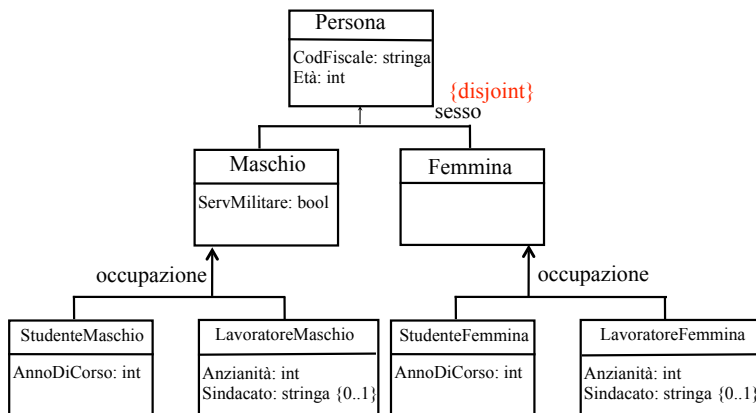 Persona
CodFiscale: stringa
Età: int
{disjoint}
sesso
Maschio
ServMilitare: bool
Femmina
occupazione
occupazione
StudenteMaschio
AnnoDiCorso: int
LavoratoreMaschio
Anzianità: int
Sindacato: stringa {0..1}
StudenteFemmina
AnnoDiCorso: int
LavoratoreFemmina
Anzianità: int
Sindacato: stringa {0..1}